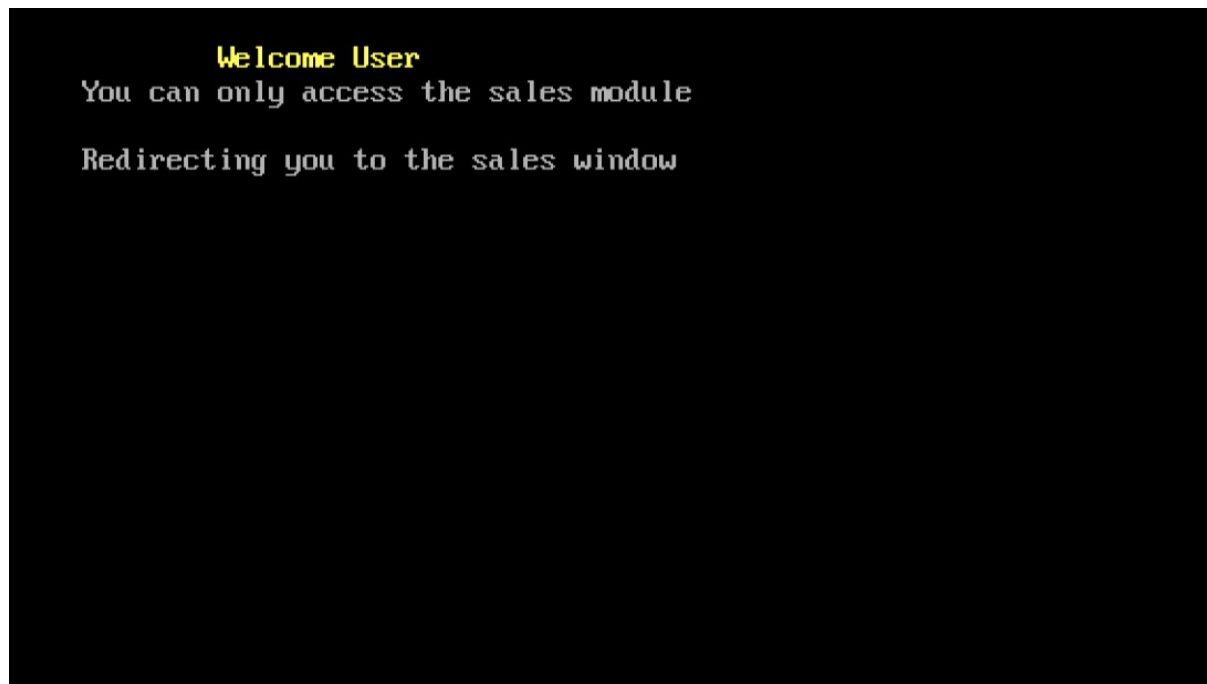 Welcome User
You can only access the sales module
Redirecting you to the sales window